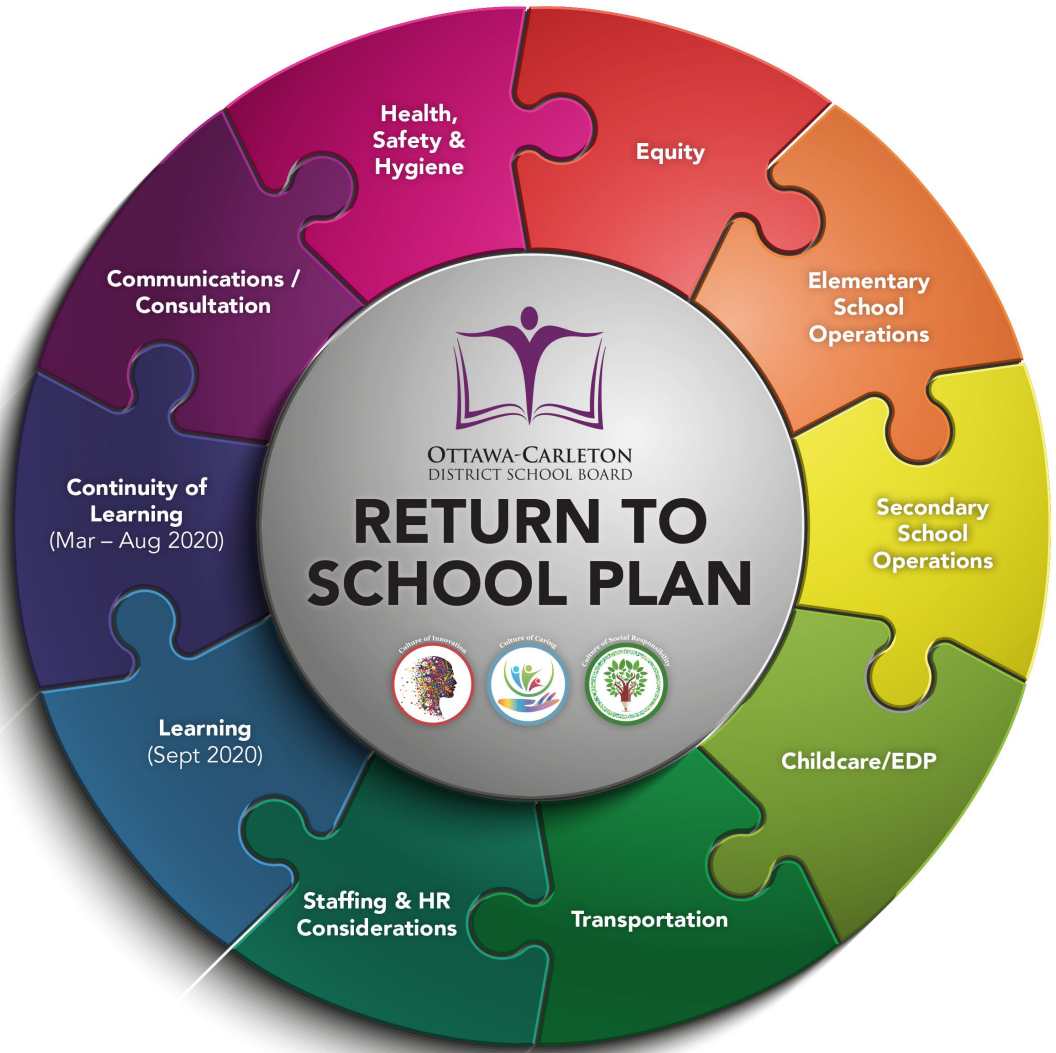 Health,
Safety &
Hygiene
Equity
Elementary
School
Operations
Secondary
School
Operations
Childcare/EDP
Transportation
Staffing & HR
Considerations
Learning
(Sept 2020)
Continuity of
Learning
(Mar – Aug 2020)
Communications /
Consultation
OTTAWA-CARLETON
DISTRICT SCHOOL BOARD
RETURN TO
SCHOOL PLAN
Culture of Innovation
Culture of Caring
Culture of Social Responsibility